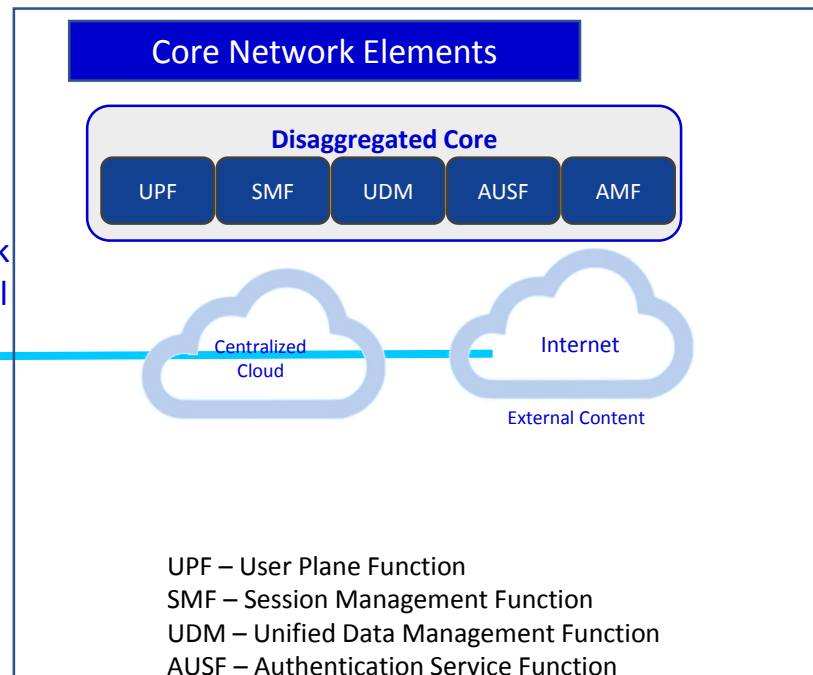 Core Network Elements
Disaggregated Core
UPF SMF UDM AUSF AMF
k
l
Centralized
Cloud
Internet
External Content
UPF – User Plane Function
SMF – Session Management Function
UDM – Unified Data Management Function
AUSF – Authentication Service Function